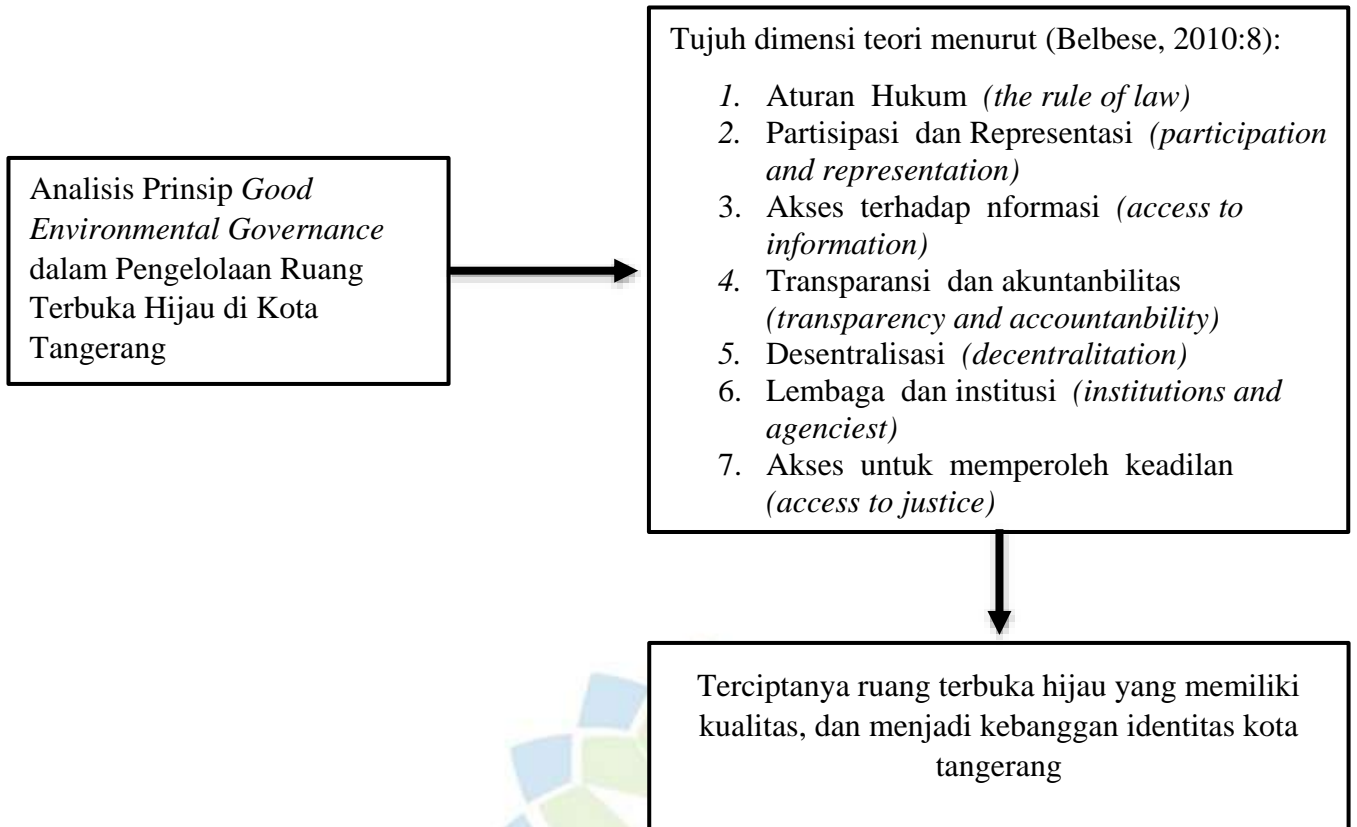 Analisis Prinsip Good
Environmental Governance
dalam Pengelolaan Ruang
Terbuka Hijau di Kota
Tangerang
Tujuh dimensi teori menurut (Belbese, 2010:8):
1. Aturan Hukum (the rule of law)
2. Partisipasi dan Representasi (participation
and representation)
3. Akses terhadap nformasi (access to
information)
4. Transparansi dan akuntanbilitas
(transparency and accountanbility)
5. Desentralisasi (decentralitation)
6. Lembaga dan institusi (institutions and
agenciest)
7. Akses untuk memperoleh keadilan
(access to justice)
Terciptanya ruang terbuka hijau yang memiliki
kualitas, dan menjadi kebanggan identitas kota
tangerang